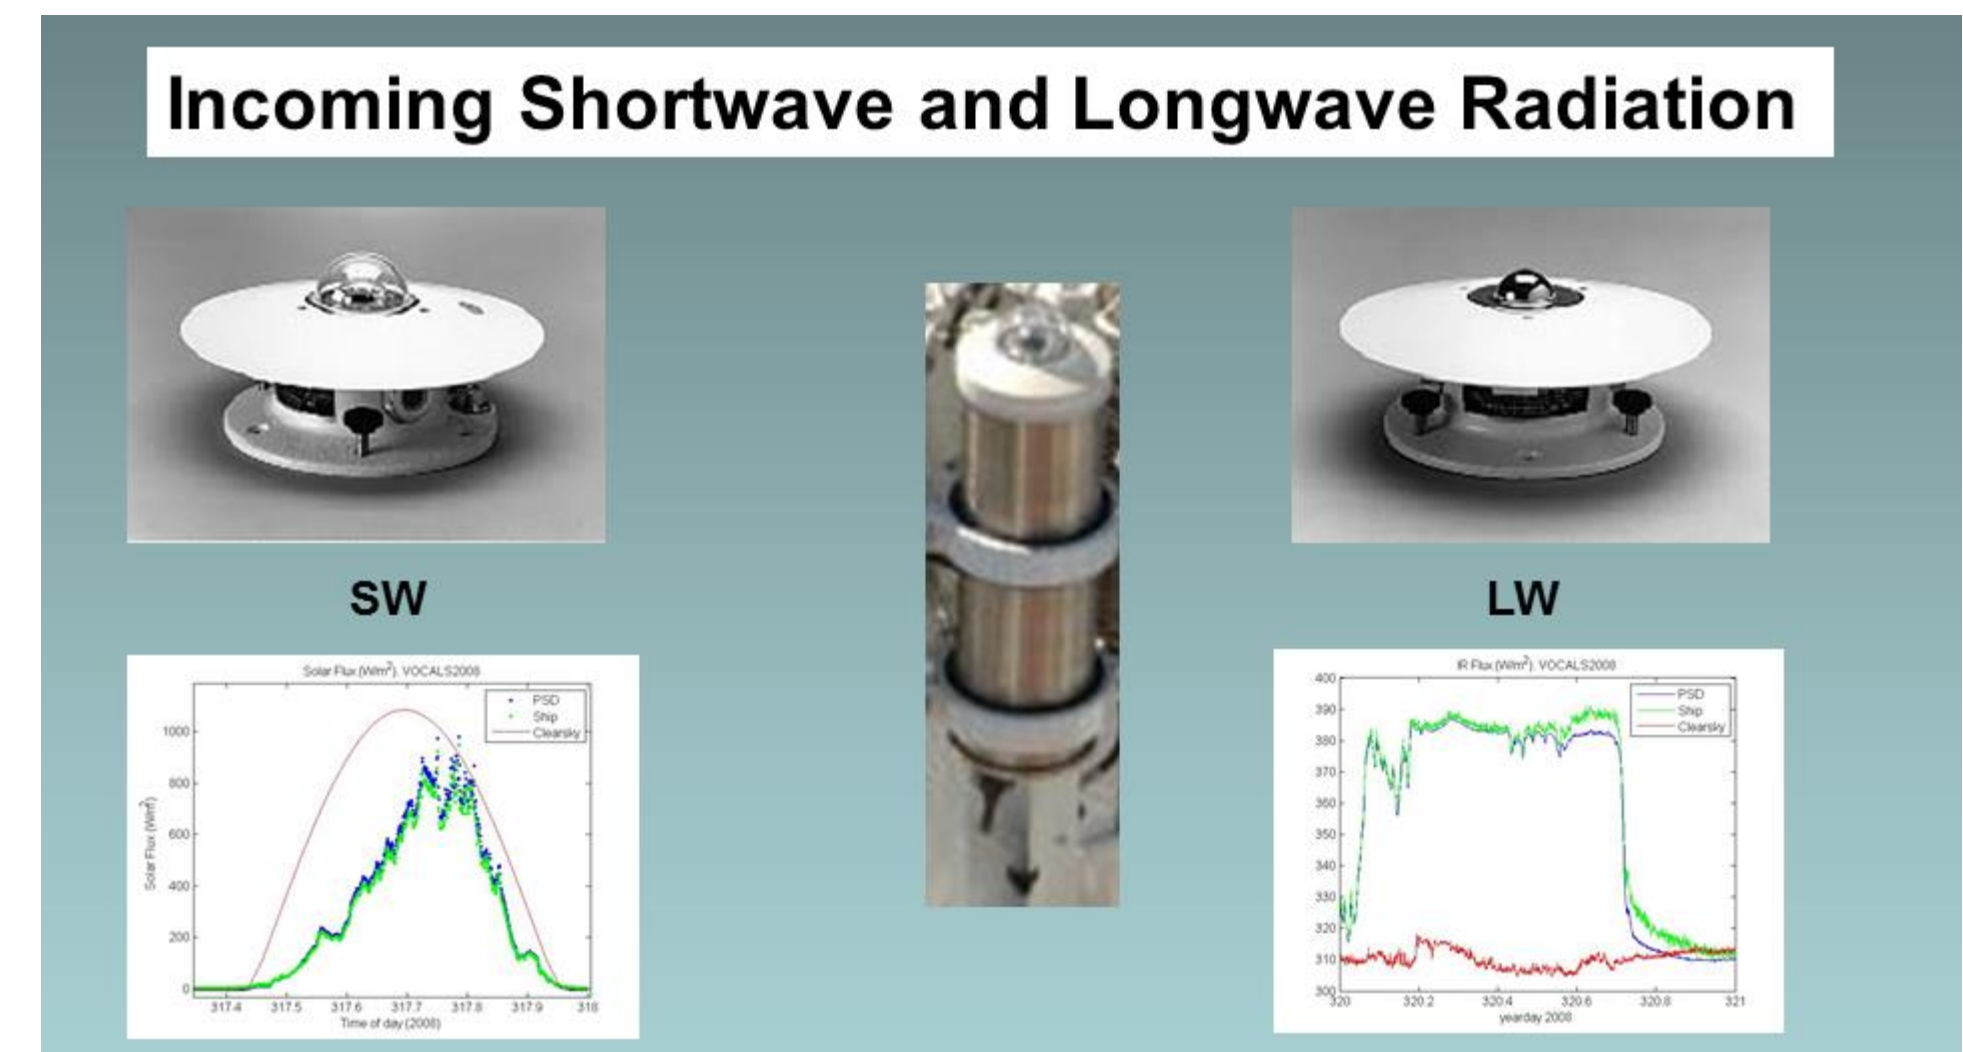 Incoming Shortwave and Longwave Radiation
SW
LW
Solar Flux (W/m2). VOCALS2008
PSD
Ship
Clearsky
Solar Flux (W/m2)
1000
800
600
400
200
0
317.4 317.5 317.6 317.7 317.8 317.9 318
Time of day (2008)
IR Flux (W/m2). VOCALS2008
PSD
Ship
Clearsky
400
390
380
370
360
350
340
330
320
310
300
320 320.2 320.4 320.6 320.8 321
yearday 2008